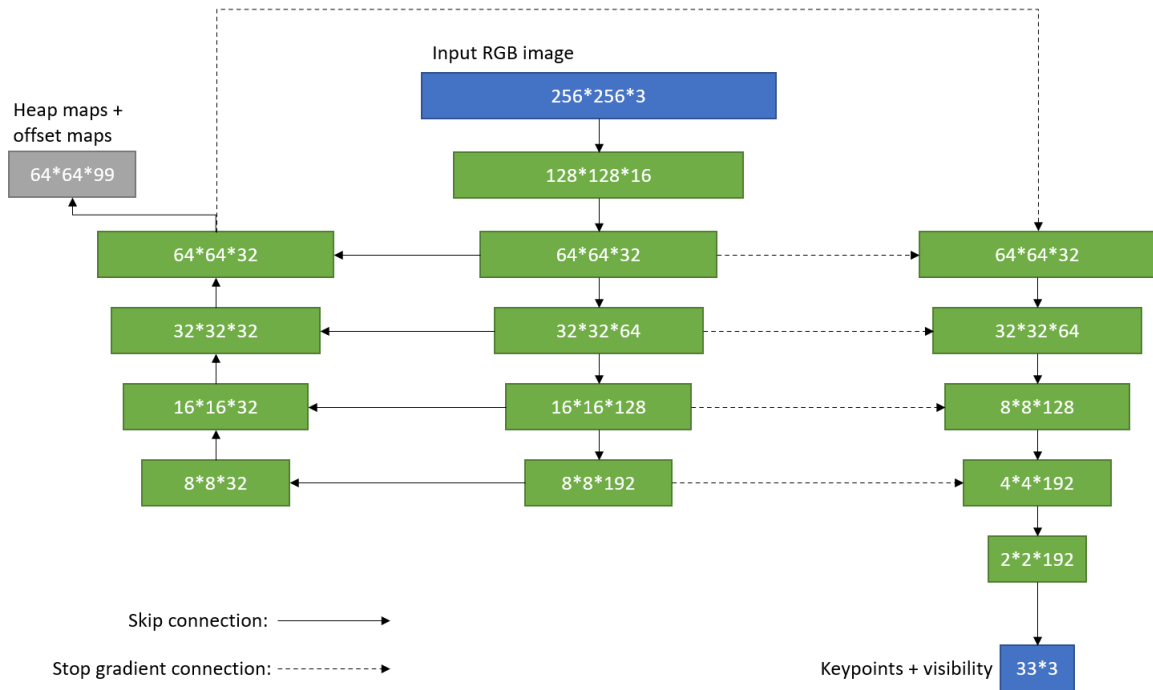 Input RGB image
256*256*3
Heap maps +
offset maps
64*64*99
128*128*16
64*64*32
64*64*32
64*64*32
32*32*32
32*32*64
32*32*64
16*16*32
16*16*128
8*8*128
8*8*32
8*8*192
4*4*192
2*2*192
Skip connection:
Stop gradient connection:
Keypoints + visibility
33*3